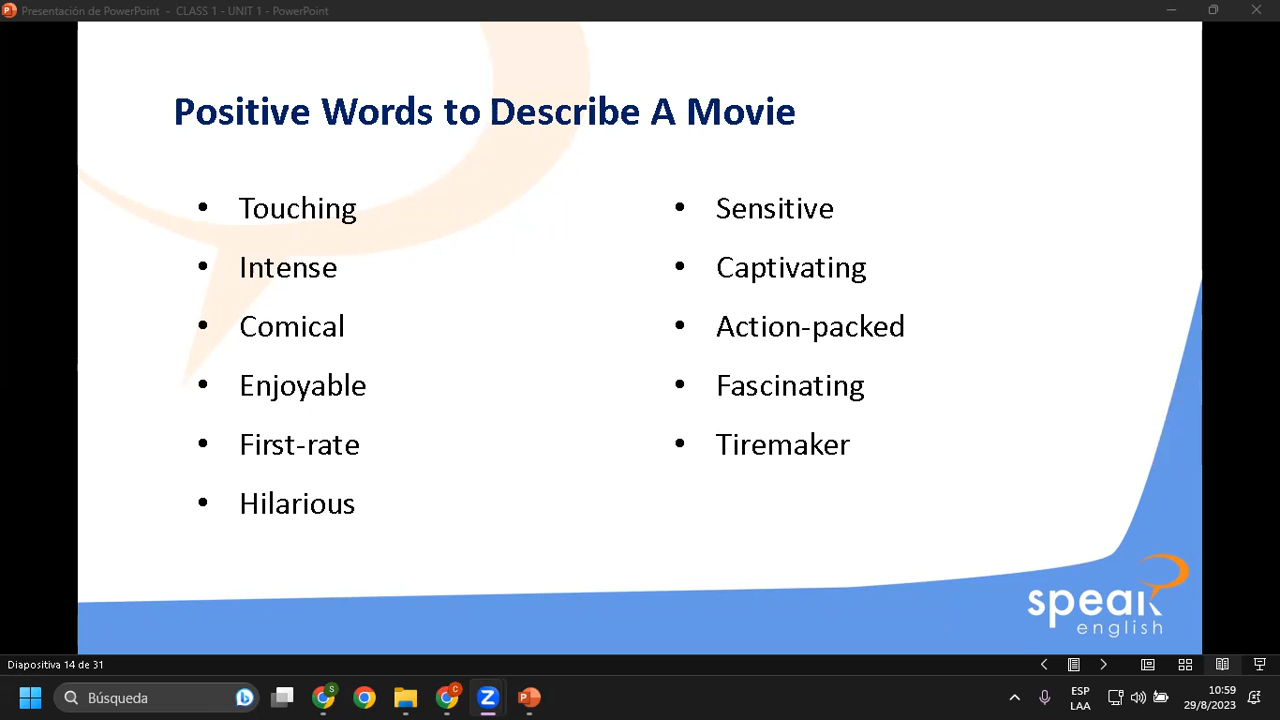 Presentación de PowerPoint - CLASS 1 - UNIT 1 - PowerPoint
Positive Words to Describe A Movie
• Touching
• Intense
• Comical
• Enjoyable
• First-rate
• Hilarious
• Sensitive
• Captivating
• Action-packed
• Fascinating
• Tiremaker
speak
english
Diapositiva 14 de 31
Búsqueda
ESP
LAA
10:59
29/8/2023